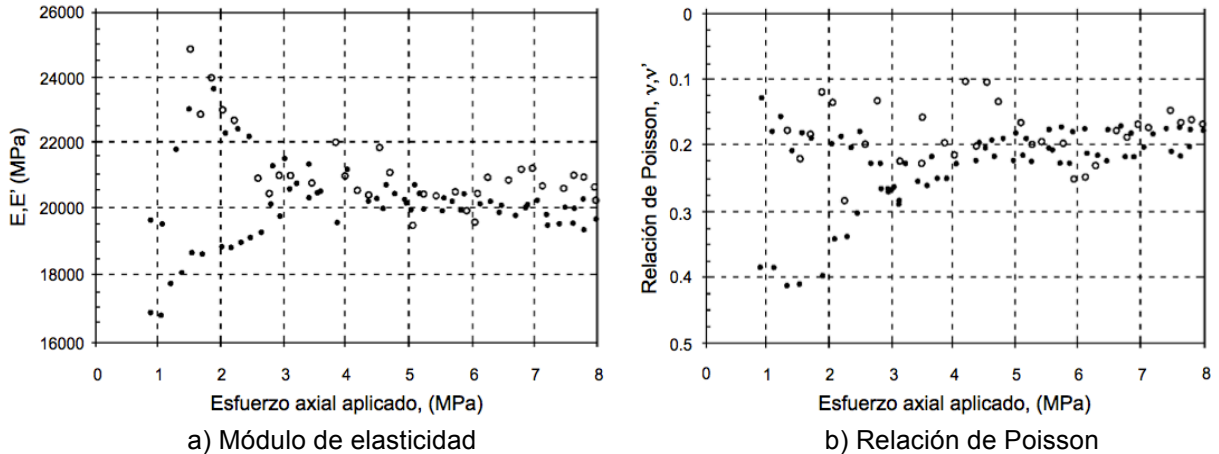 26000
24000
22000
20000
18000
16000
E,E' (MPa)
0 1 2 3 4 5 6 7 8
Esfuerzo axial aplicado, (MPa)
a) Módulo de elasticidad
0
0.1
0.2
0.3
0.4
0.5
Relación de Poisson, ν,ν'
0 1 2 3 4 5 6 7 8
Esfuerzo axial aplicado, (MPa)
b) Relación de Poisson